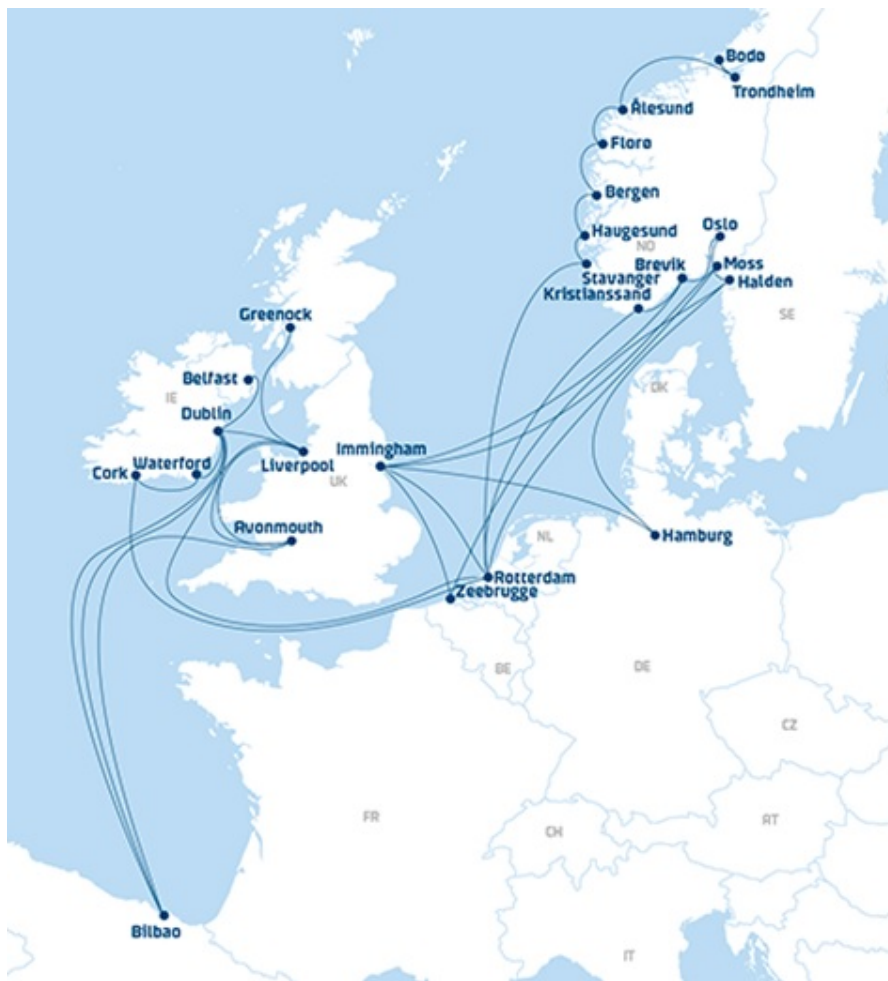 Bodø
Trondheim
Ålesund
Florø
Bergen
Oslo
Haugesund
NO
Moss
Brevik
Stavanger
Halden
Kristianssand
Greenock
SE
Belfast
DK
IE
Dublin
Immingham
Waterford
Liverpool
Cork
UK
Avonmouth
Hamburg
NL
Rotterdam
Zeebrugge
BE
DE
CZ
FR
AT
CH
Bilbao
IT